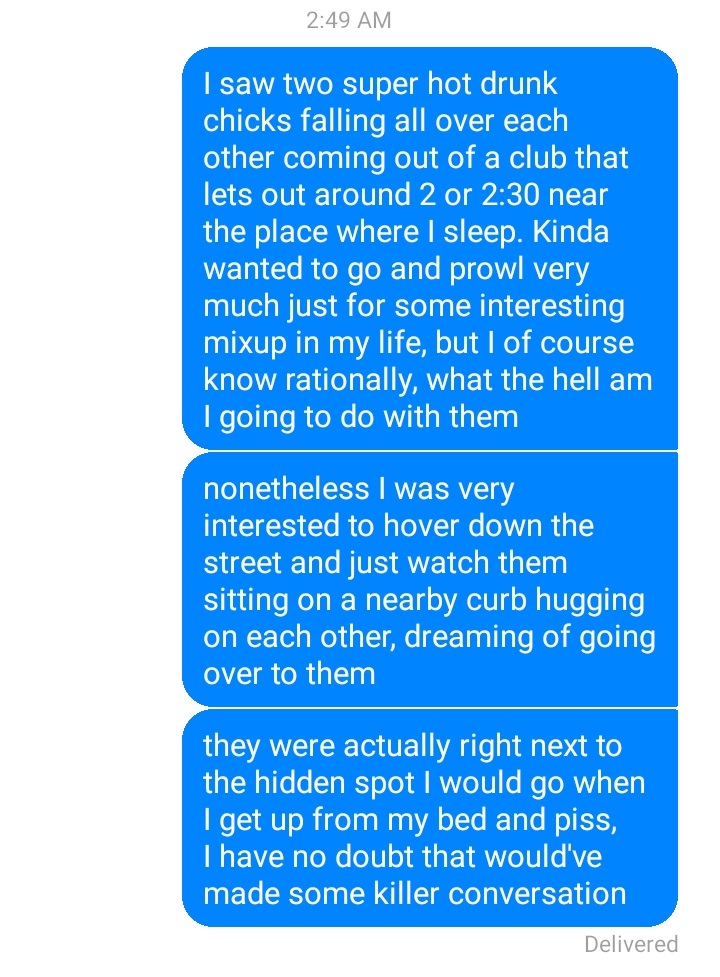 2:49 AM
I saw two super hot drunk
chicks falling all over each
other coming out of a club that
lets out around 2 or 2:30 near
the place where I sleep. Kinda
wanted to go and prowl very
much just for some interesting
mixup in my life, but I of course
know rationally, what the hell am
I going to do with them
nonetheless I was very
interested to hover down the
street and just watch them
sitting on a nearby curb hugging
on each other, dreaming of going
over to them
they were actually right next to
the hidden spot I would go when
I get up from my bed and piss,
I have no doubt that would've
made some killer conversation
Delivered